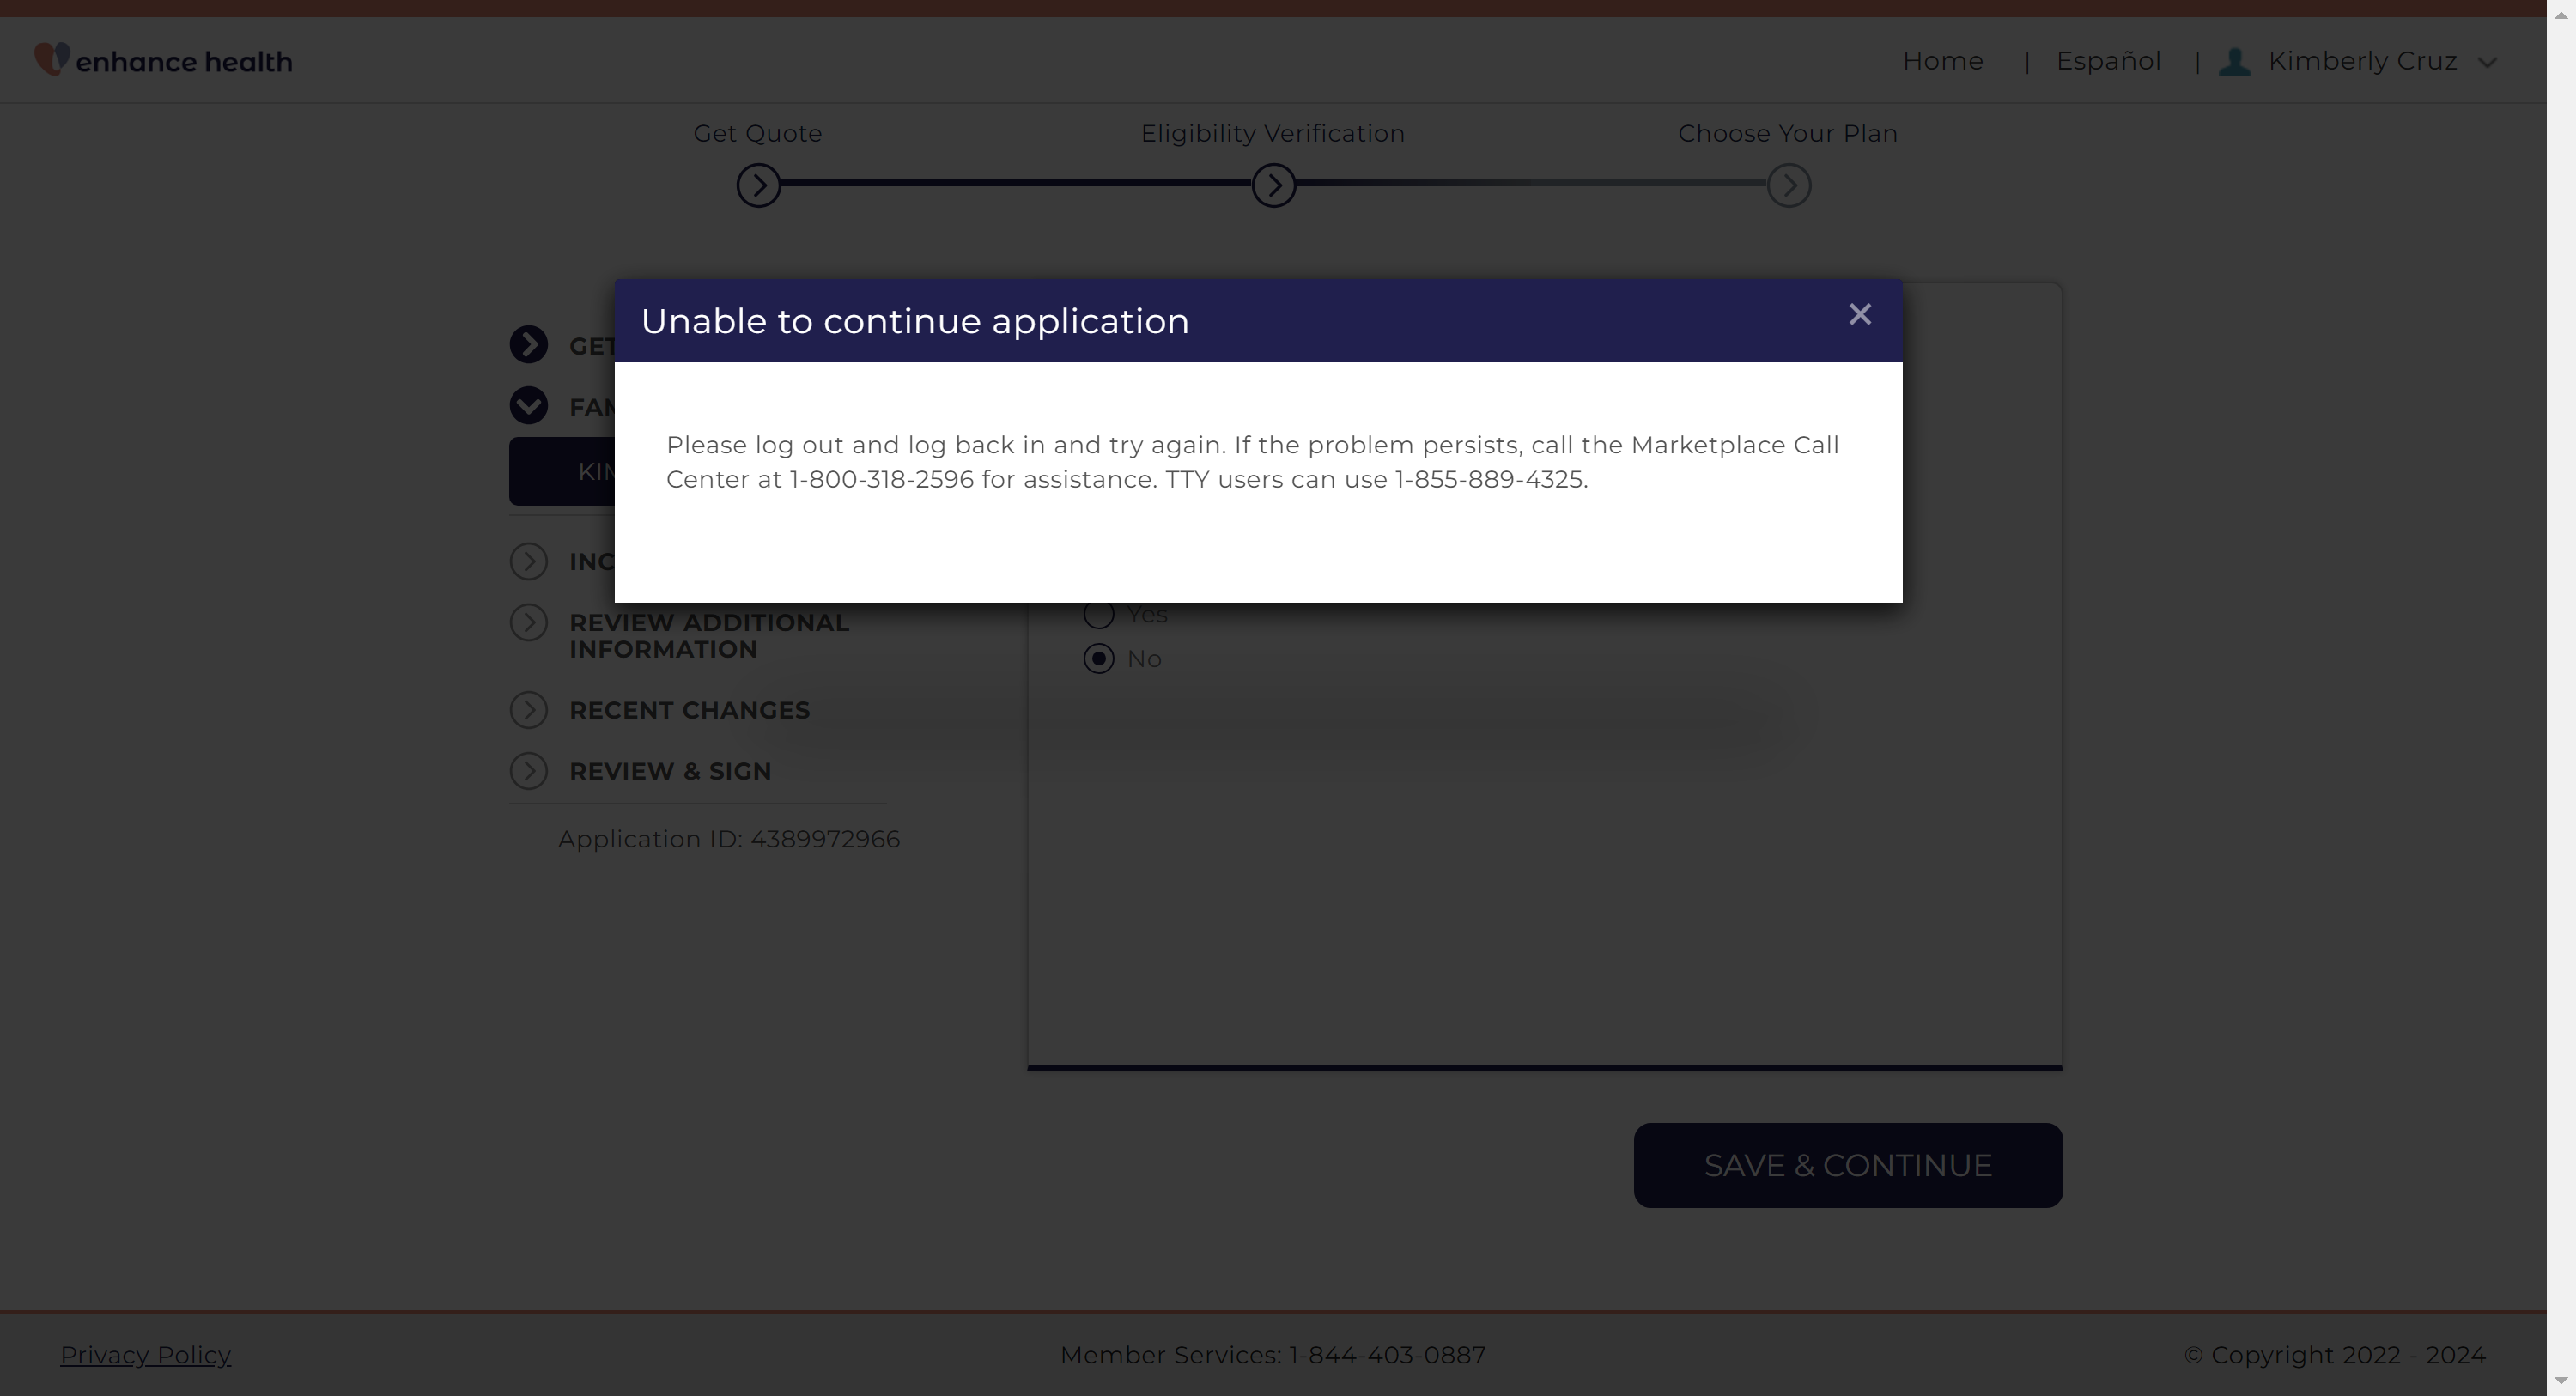 enhance health
Home | Español | Kimberly Cruz
Get Quote
Eligibility Verification
Choose Your Plan
Unable to continue application
Please log out and log back in and try again. If the problem persists, call the Marketplace Call
Center at 1-800-318-2596 for assistance. TTY users can use 1-855-889-4325.
REVIEW ADDITIONAL
INFORMATION
RECENT CHANGES
REVIEW & SIGN
Application ID: 4389972966
Yes
No
SAVE & CONTINUE
Privacy Policy
Member Services: 1-844-403-0887
© Copyright 2022 - 2024